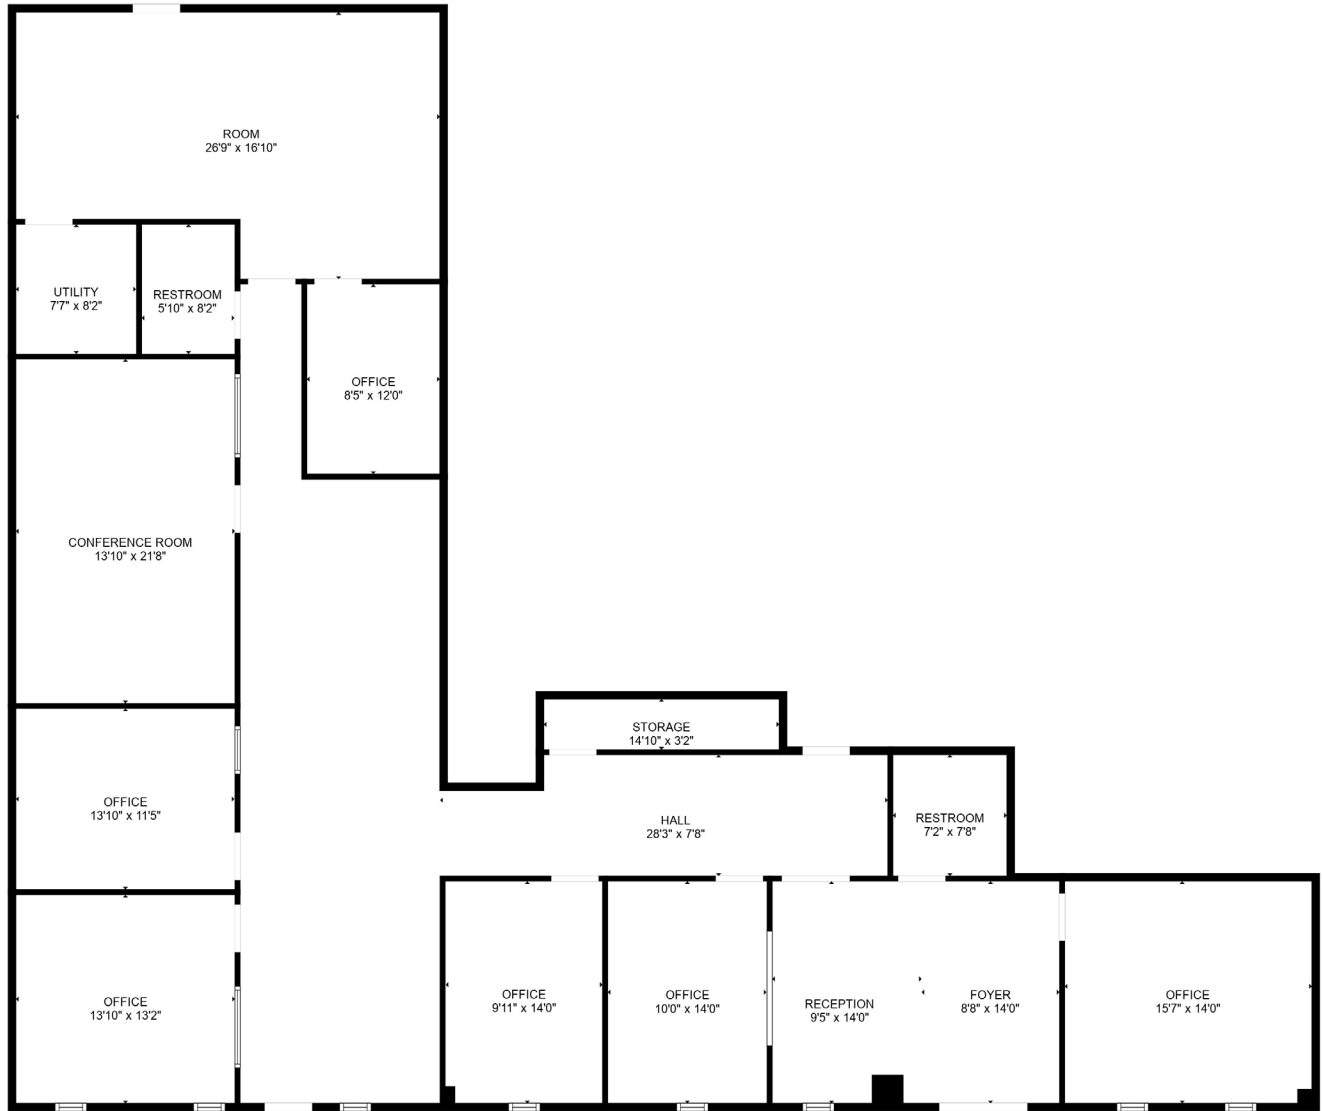 ROOM
26'9" x 16'10"
UTILITY
7'7" x 8'2"
RESTROOM
5'10" x 8'2"
OFFICE
8'5" x 12'0"
CONFERENCE ROOM
13'10" x 21'8"
STORAGE
14'10" x 3'2"
OFFICE
13'10" x 11'5"
HALL
28'3" x 7'8"
RESTROOM
7'2" x 7'8"
OFFICE
13'10" x 13'2"
OFFICE
9'11" x 14'0"
OFFICE
10'0" x 14'0"
RECEPTION
9'5" x 14'0"
FOYER
8'8" x 14'0"
OFFICE
15'7" x 14'0"